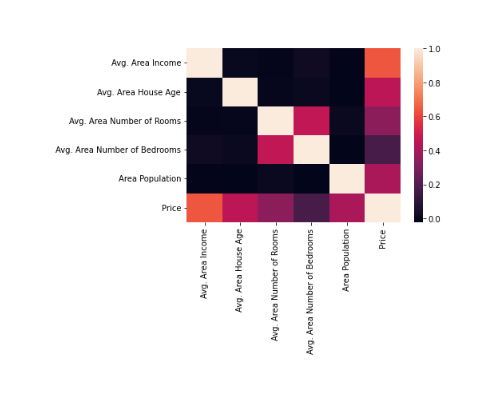 Avg. Area Income
Avg. Area House Age
Avg. Area Number of Rooms
Avg. Area Number of Bedrooms
Area Population
Price
Avg. Area Income
Avg. Area House Age
Avg. Area Number of Rooms
Avg. Area Number of Bedrooms
Area Population
Price
1.0
0.8
0.6
0.4
0.2
0.0